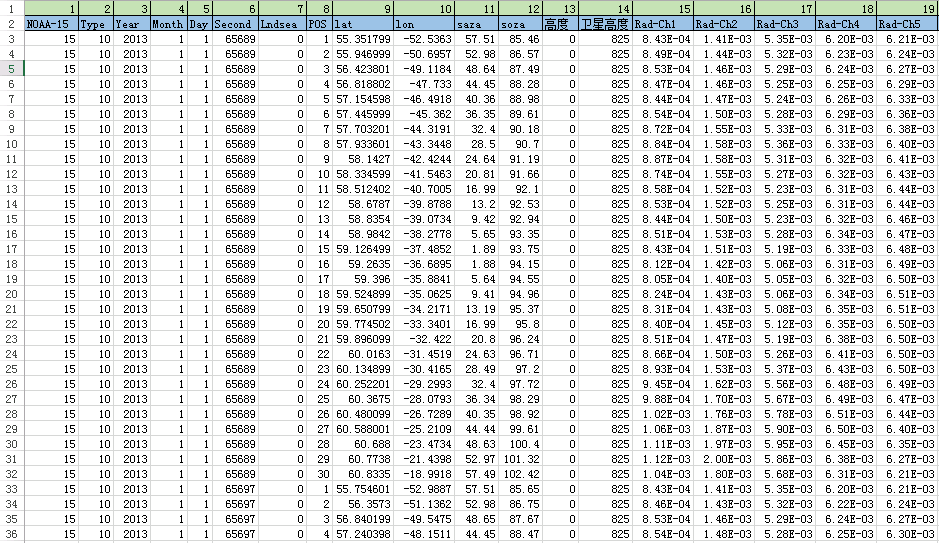 1 1 2 3 4 5 6 7 8 9 10 11 12 13 14 15 16 17 18 19
2 NOAA-15 Type Year Month Day Second Lndsea POS lat lon saza soza 高度 卫星高度 Rad-Ch1 Rad-Ch2 Rad-Ch3 Rad-Ch4 Rad-Ch5
3 15 10 2013 1 1 65689 0 1 55.351799 -52.5363 57.51 85.46 0 825 8.43E-04 1.41E-03 5.35E-03 6.20E-03 6.21E-03
4 15 10 2013 1 1 65689 0 2 55.946999 -50.6957 52.98 86.57 0 825 8.49E-04 1.44E-03 5.32E-03 6.22E-03 6.24E-03
5 15 10 2013 1 1 65689 0 3 56.423801 -49.1184 48.64 87.49 0 825 8.53E-04 1.46E-03 5.29E-03 6.24E-03 6.27E-03
6 15 10 2013 1 1 65689 0 4 56.818802 -47.733 44.45 88.28 0 825 8.47E-04 1.46E-03 5.25E-03 6.25E-03 6.29E-03
7 15 10 2013 1 1 65689 0 5 57.154598 -46.4918 40.36 88.98 0 825 8.44E-04 1.47E-03 5.24E-03 6.26E-03 6.33E-03
8 15 10 2013 1 1 65689 0 6 57.445999 -45.362 36.35 89.61 0 825 8.54E-04 1.50E-03 5.28E-03 6.29E-03 6.36E-03
9 15 10 2013 1 1 65689 0 7 57.703201 -44.3191 32.4 90.18 0 825 8.72E-04 1.55E-03 5.33E-03 6.31E-03 6.38E-03
10 15 10 2013 1 1 65689 0 8 57.933601 -43.3448 28.5 90.7 0 825 8.84E-04 1.58E-03 5.36E-03 6.33E-03 6.40E-03
11 15 10 2013 1 1 65689 0 9 58.1427 -42.4244 24.64 91.19 0 825 8.87E-04 1.58E-03 5.31E-03 6.32E-03 6.41E-03
12 15 10 2013 1 1 65689 0 10 58.334599 -41.5463 20.81 91.66 0 825 8.74E-04 1.55E-03 5.27E-03 6.32E-03 6.43E-03
13 15 10 2013 1 1 65689 0 11 58.512402 -40.7005 16.99 92.1 0 825 8.58E-04 1.52E-03 5.23E-03 6.31E-03 6.44E-03
14 15 10 2013 1 1 65689 0 12 58.6787 -39.8788 13.2 92.53 0 825 8.53E-04 1.52E-03 5.25E-03 6.31E-03 6.44E-03
15 15 10 2013 1 1 65689 0 13 58.8354 -39.0734 9.42 92.94 0 825 8.44E-04 1.50E-03 5.23E-03 6.32E-03 6.46E-03
16 15 10 2013 1 1 65689 0 14 58.9842 -38.2778 5.65 93.35 0 825 8.51E-04 1.53E-03 5.28E-03 6.34E-03 6.47E-03
17 15 10 2013 1 1 65689 0 15 59.126499 -37.4852 1.89 93.75 0 825 8.43E-04 1.51E-03 5.19E-03 6.33E-03 6.48E-03
18 15 10 2013 1 1 65689 0 16 59.2635 -36.6895 1.88 94.15 0 825 8.12E-04 1.42E-03 5.06E-03 6.31E-03 6.49E-03
19 15 10 2013 1 1 65689 0 17 59.396 -35.8841 5.64 94.55 0 825 8.05E-04 1.40E-03 5.05E-03 6.32E-03 6.50E-03
20 15 10 2013 1 1 65689 0 18 59.524899 -35.0625 9.41 94.96 0 825 8.24E-04 1.43E-03 5.06E-03 6.34E-03 6.51E-03
21 15 10 2013 1 1 65689 0 19 59.650799 -34.2171 13.19 95.37 0 825 8.31E-04 1.43E-03 5.08E-03 6.35E-03 6.51E-03
22 15 10 2013 1 1 65689 0 20 59.774502 -33.3401 16.99 95.8 0 825 8.40E-04 1.45E-03 5.12E-03 6.35E-03 6.50E-03
23 15 10 2013 1 1 65689 0 21 59.896099 -32.422 20.8 96.24 0 825 8.51E-04 1.47E-03 5.19E-03 6.38E-03 6.50E-03
24 15 10 2013 1 1 65689 0 22 60.0163 -31.4519 24.63 96.71 0 825 8.66E-04 1.50E-03 5.26E-03 6.41E-03 6.50E-03
25 15 10 2013 1 1 65689 0 23 60.134899 -30.4165 28.49 97.2 0 825 8.93E-04 1.53E-03 5.37E-03 6.43E-03 6.50E-03
26 15 10 2013 1 1 65689 0 24 60.252201 -29.2993 32.4 97.72 0 825 9.45E-04 1.62E-03 5.56E-03 6.48E-03 6.49E-03
27 15 10 2013 1 1 65689 0 25 60.3675 -28.0793 36.34 98.29 0 825 9.88E-04 1.70E-03 5.67E-03 6.49E-03 6.47E-03
28 15 10 2013 1 1 65689 0 26 60.480099 -26.7289 40.35 98.92 0 825 1.02E-03 1.76E-03 5.78E-03 6.51E-03 6.44E-03
29 15 10 2013 1 1 65689 0 27 60.588001 -25.2109 44.44 99.61 0 825 1.06E-03 1.87E-03 5.90E-03 6.50E-03 6.40E-03
30 15 10 2013 1 1 65689 0 28 60.688 -23.4734 48.63 100.4 0 825 1.11E-03 1.97E-03 5.95E-03 6.45E-03 6.35E-03
31 15 10 2013 1 1 65689 0 29 60.7738 -21.4398 52.97 101.32 0 825 1.12E-03 2.00E-03 5.86E-03 6.38E-03 6.27E-03
32 15 10 2013 1 1 65689 0 30 60.8335 -18.9918 57.49 102.42 0 825 1.04E-03 1.80E-03 5.68E-03 6.31E-03 6.21E-03
33 15 10 2013 1 1 65697 0 1 55.754601 -52.9887 57.51 85.65 0 825 8.43E-04 1.41E-03 5.35E-03 6.20E-03 6.21E-03
34 15 10 2013 1 1 65697 0 2 56.3573 -51.1362 52.98 86.75 0 825 8.46E-04 1.43E-03 5.32E-03 6.22E-03 6.24E-03
35 15 10 2013 1 1 65697 0 3 56.840199 -49.5475 48.65 87.67 0 825 8.53E-04 1.46E-03 5.29E-03 6.24E-03 6.27E-03
36 15 10 2013 1 1 65697 0 4 57.240398 -48.1511 44.45 88.47 0 825 8.54E-04 1.48E-03 5.27E-03 6.25E-03 6.30E-03